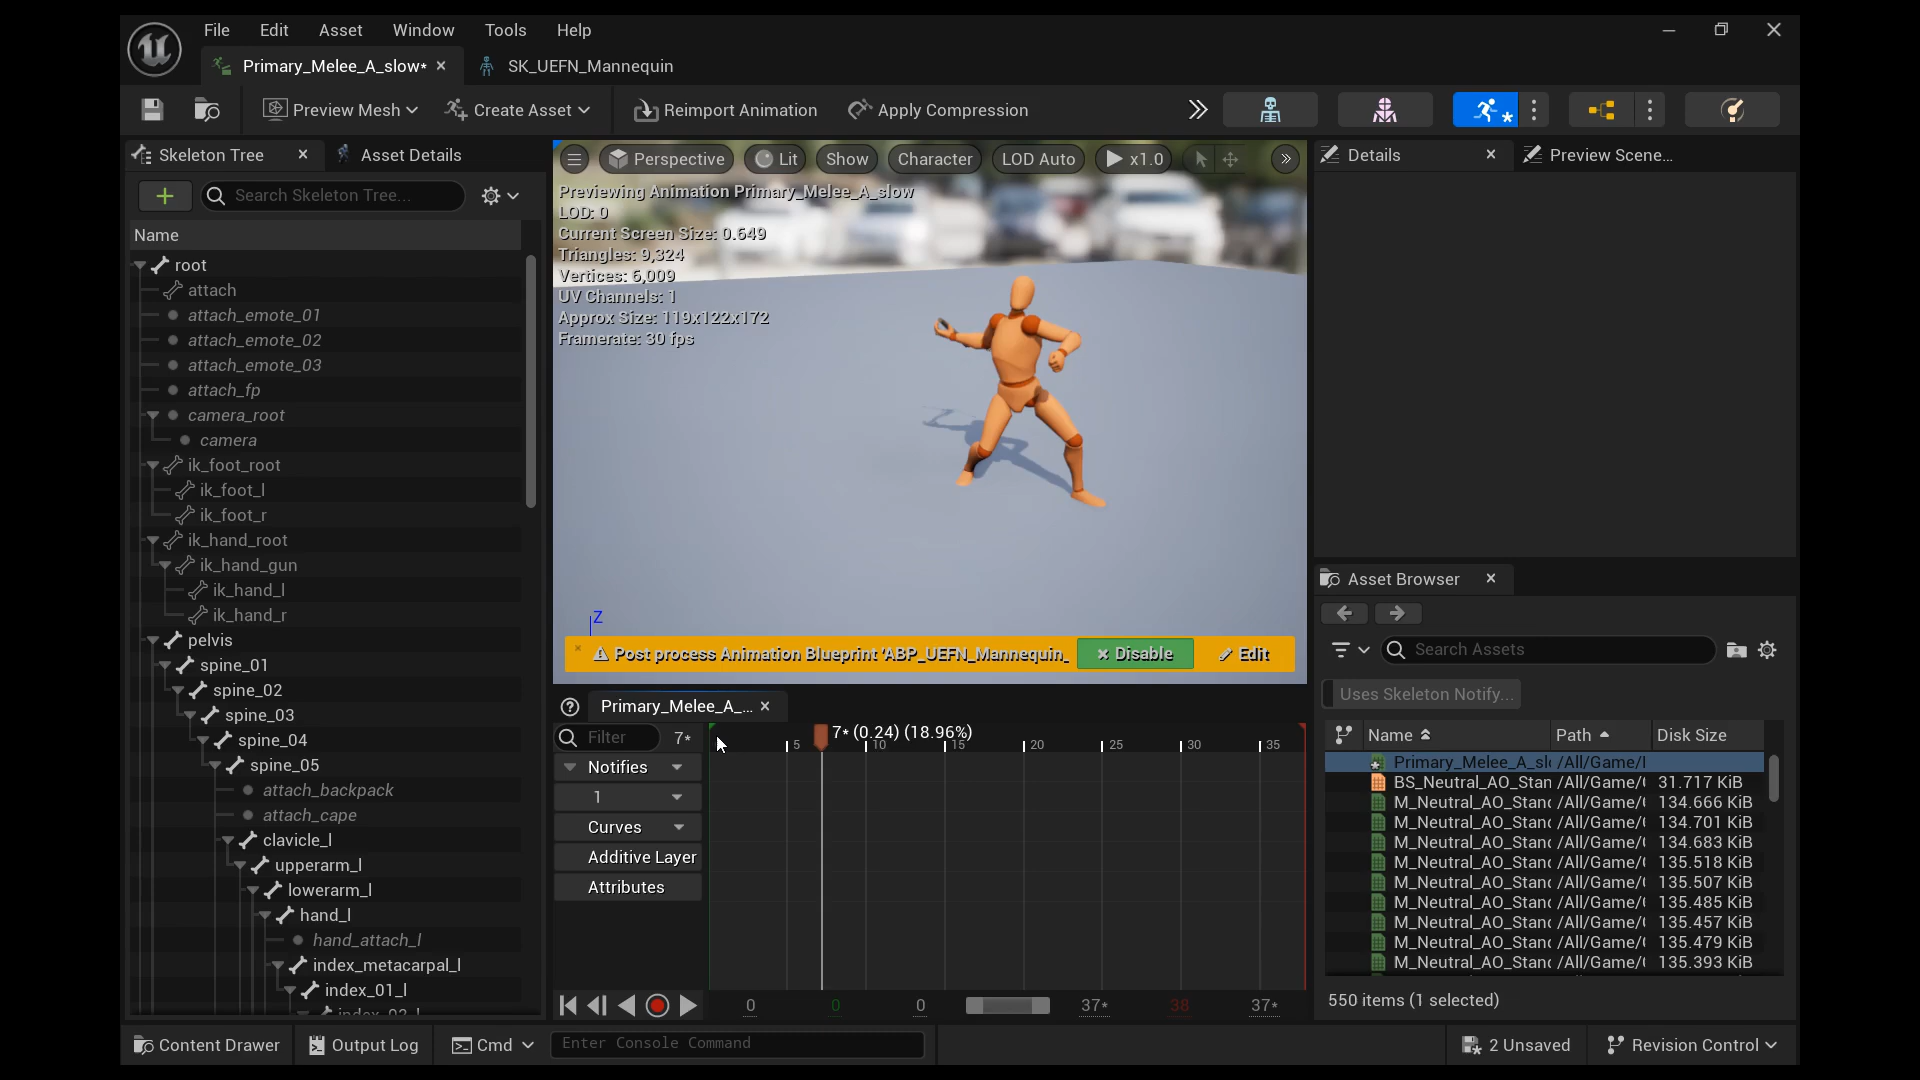 File Edit Asset Window Tools Help
Primary_Melee_A_slow* SK_UEFN_Mannequin
Preview Mesh Create Asset Reimport Animation Apply Compression
Skeleton Tree Asset Details
Search Skeleton Tree...
Name
root
attach
attach_emote_01
attach_emote_02
attach_emote_03
attach_fp
camera_root
camera
ik_foot_root
ik_foot_l
ik_foot_r
ik_hand_root
ik_hand_gun
ik_hand_l
ik_hand_r
pelvis
spine_01
spine_02
spine_03
spine_04
spine_05
attach_backpack
attach_cape
clavicle_l
upperarm_l
lowerarm_l
hand_l
hand_attach_l
index_metacarpal_l
index_01_l
Perspective Lit Show Character LOD Auto x1.0
Previewing Animation Primary_Melee_A_slow
LOD: 0
Current Screen Size: 0.649
Triangles: 9,324
Vertices: 6,009
UV Channels: 1
Approx Size: 119x122x172
Framerate: 30 fps
Z
Post process Animation Blueprint 'ABP_UEFN_Mannequin_ Disable Edit
Primary_Melee_A_...
Filter 7* 7* (0.24) (18.96%)
5 10 15 20 25 30 35
Notifies
1
Curves
Additive Layer
Attributes
0 0 0 37* 38 37*
Details Preview Scene...
Asset Browser
Search Assets
Uses Skeleton Notify...
Name Path Disk Size
Primary_Melee_A_slo /All/Game/
BS_Neutral_AO_Stan /All/Game/ 31.717 KiB
M_Neutral_AO_Stand /All/Game/ 134.666 KiB
M_Neutral_AO_Stand /All/Game/ 134.701 KiB
M_Neutral_AO_Stand /All/Game/ 134.683 KiB
M_Neutral_AO_Stand /All/Game/ 135.518 KiB
M_Neutral_AO_Stand /All/Game/ 135.507 KiB
M_Neutral_AO_Stand /All/Game/ 135.485 KiB
M_Neutral_AO_Stand /All/Game/ 135.457 KiB
M_Neutral_AO_Stand /All/Game/ 135.479 KiB
M_Neutral_AO_Stand /All/Game/ 135.393 KiB
550 items (1 selected)
Content Drawer Output Log Cmd Enter Console Command 2 Unsaved Revision Control